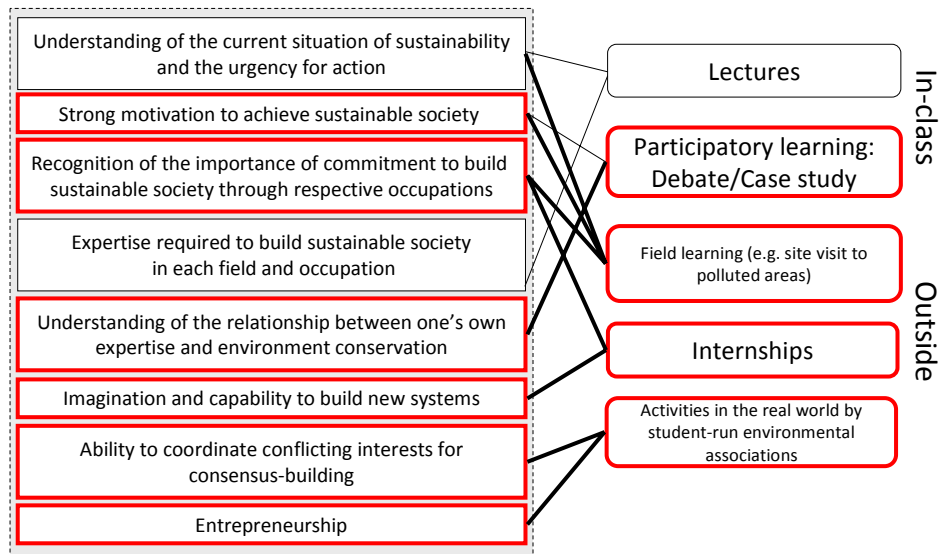 Understanding of the current situation of sustainability
and the urgency for action
Strong motivation to achieve sustainable society
Recognition of the importance of commitment to build
sustainable society through respective occupations
Expertise required to build sustainable society
in each field and occupation
Understanding of the relationship between one’s own
expertise and environment conservation
Imagination and capability to build new systems
Ability to coordinate conflicting interests for
consensus-building
Entrepreneurship
Lectures
Participatory learning:
Debate/Case study
Field learning (e.g. site visit to
polluted areas)
Internships
Activities in the real world by
student-run environmental
associations
In-class
Outside